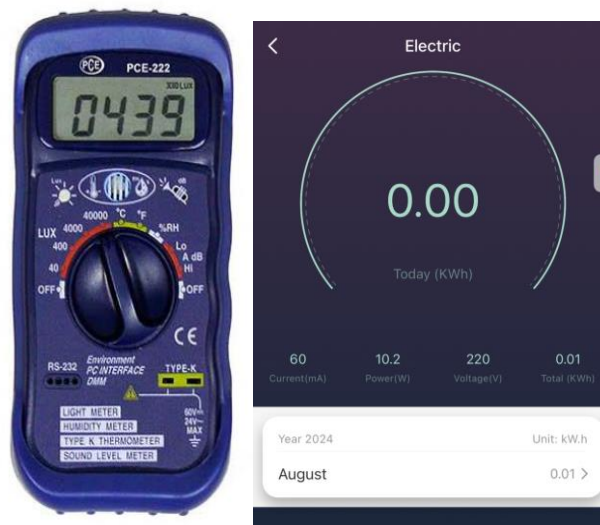 PCE
PCE-222
X10 LUX
0439
Lux
dB
40000
°C
°F
%RH
LUX
4000
400
40
OFF
Lo
A dB
Hi
OFF
CE
RS-232
Environment
PC INTERFACE
DMM
TYPE-K
LIGHT METER
HUMIDITY METER
TYPE K THERMOMETER
SOUND LEVEL METER
60V
24V~
MAX
Electric
0.00
Today (KWh)
60
10.2
220
0.01
Current(mA)
Power(W)
Voltage(V)
Total (KWh)
Year 2024
Unit: kW.h
August
0.01 >